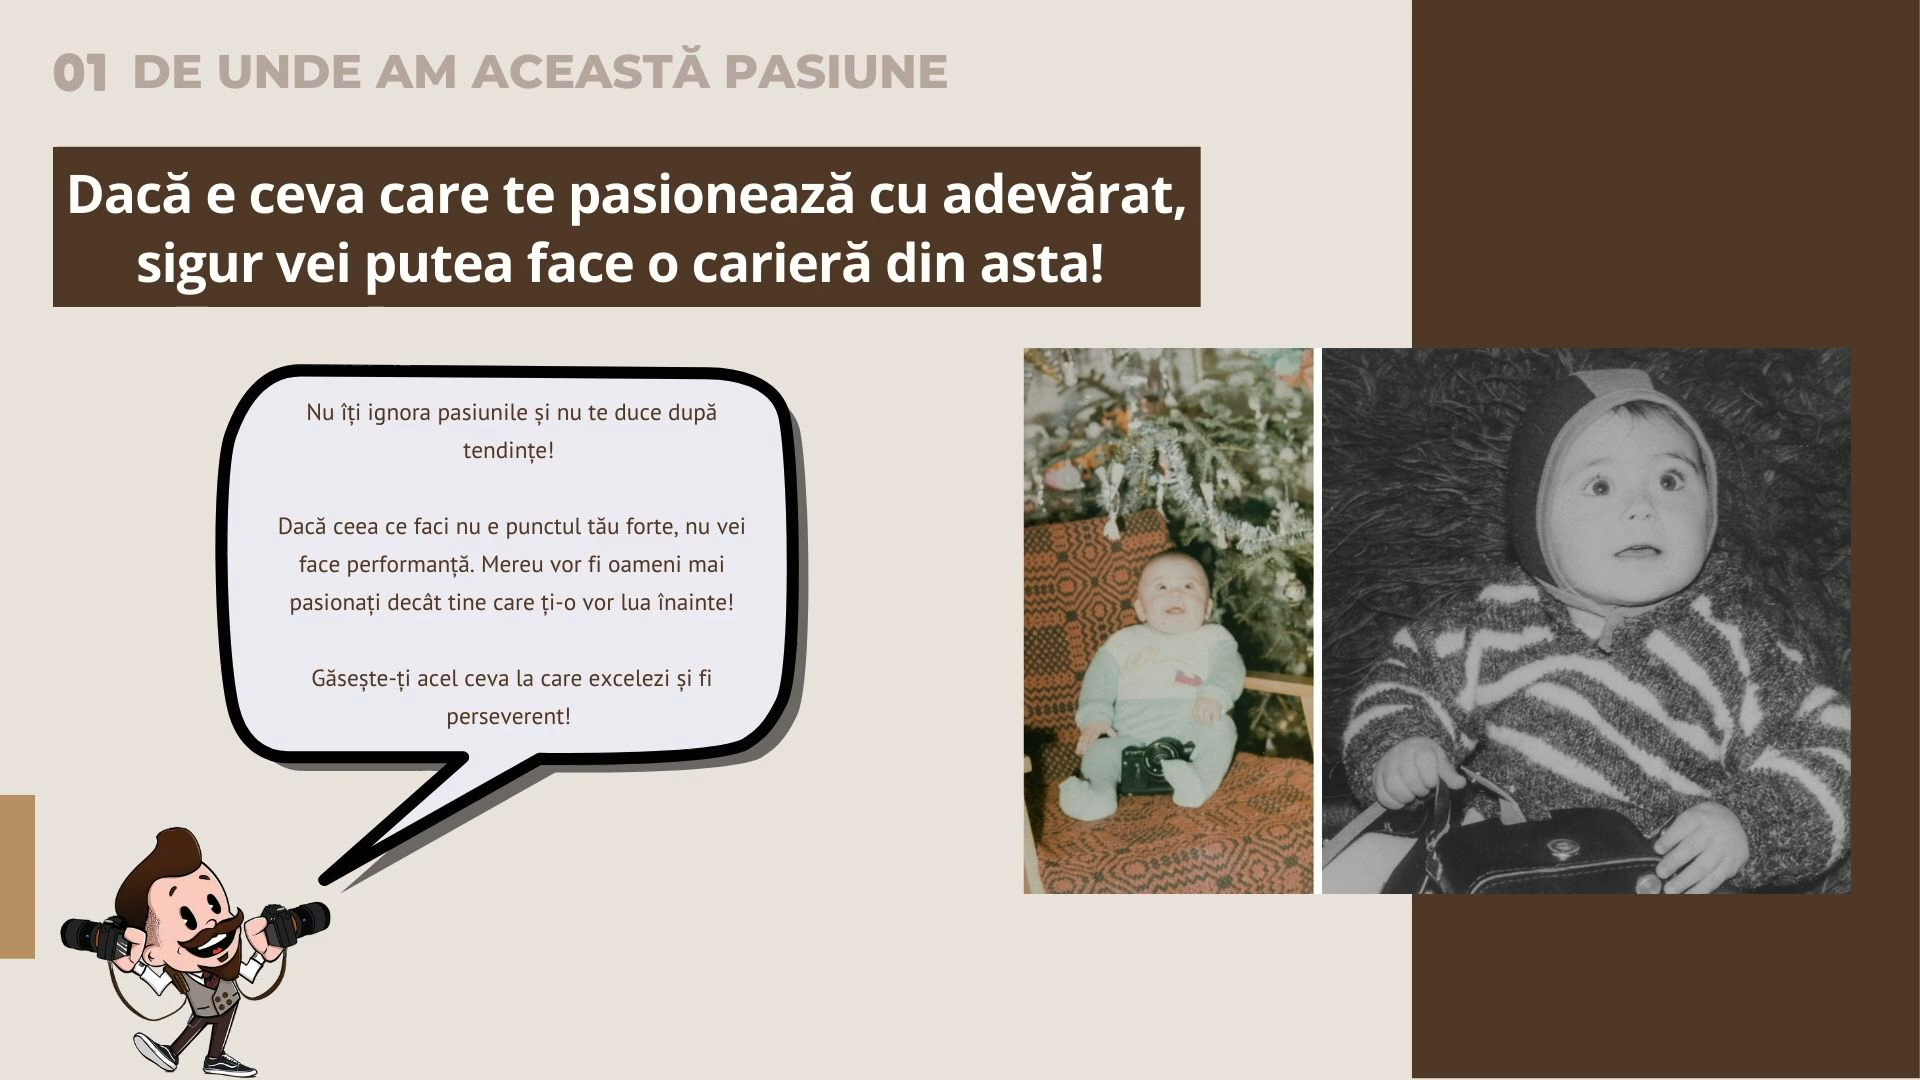 01 DE UNDE AM ACEASTĂ PASIUNE
Dacă e ceva care te pasionează cu adevărat,
sigur vei putea face o carieră din asta!
Nu îți ignora pasiunile și nu te duce după
tendințe!
Dacă ceea ce faci nu e punctul tău forte, nu vei
face performanță. Mereu vor fi oameni mai
pasionați decât tine care ți-o vor lua înainte!
Găsește-ți acel ceva la care excelezi și fi
perseverent!